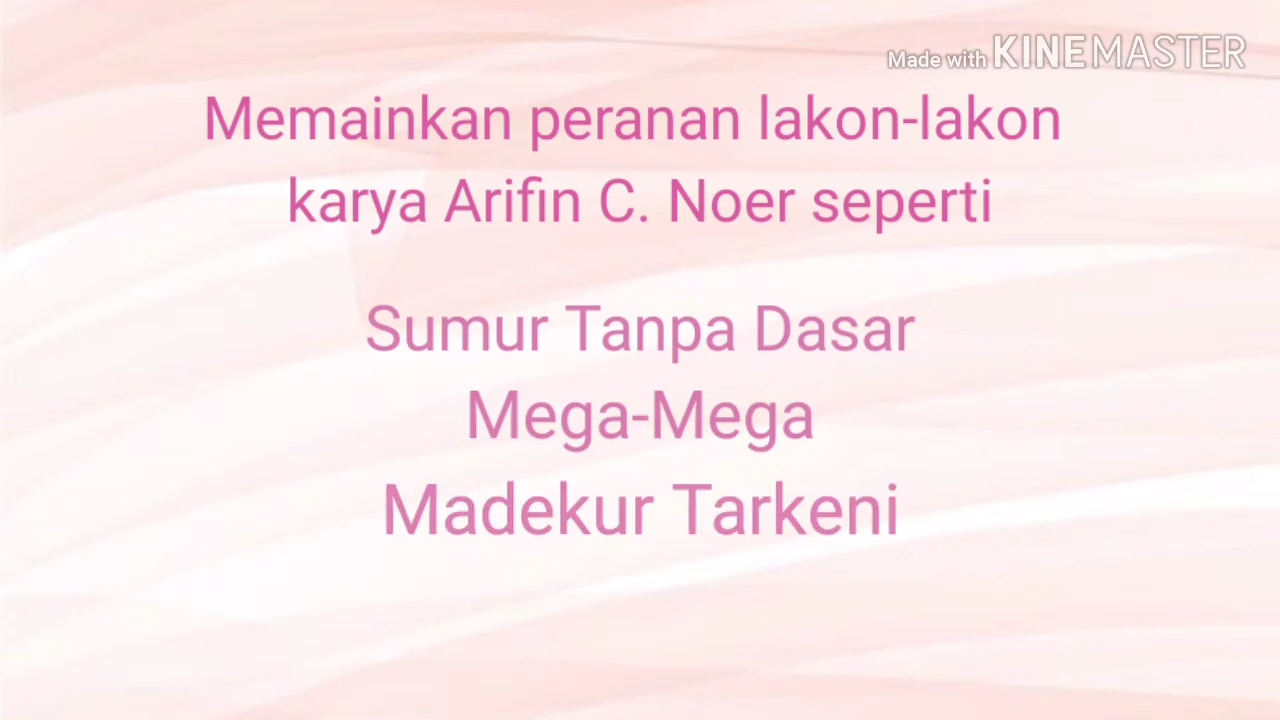 Made with KINEMASTER
Memainkan peranan lakon-lakon
karya Arifin C. Noer seperti
Sumur Tanpa Dasar
Mega-Mega
Madekur Tarkeni